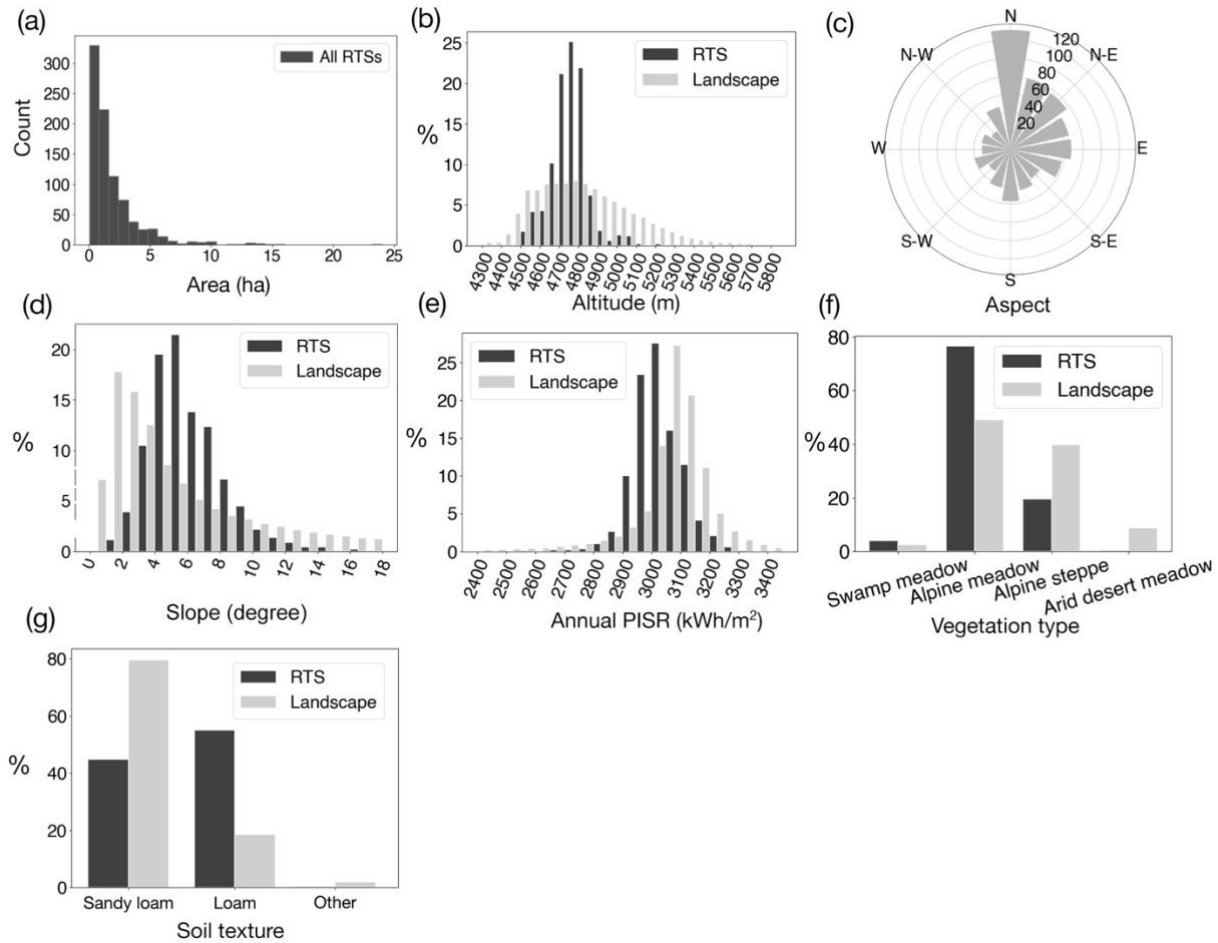 (a)
300
250
200
150
100
50
0
Count
0 5 10 15 20 25
Area (ha)
All RTSs
(b)
25
20
15
10
5
0
%
RTS
Landscape
4300 4400 4500 4600 4700 4800 4900 5000 5100 5200 5300 5400 5500 5600 5700 5800
Altitude (m)
(c)
N
N-E
E
S-E
S
S-W
W
N-W
120
100
80
60
40
20
Aspect
(d)
20
15
10
5
0
%
RTS
Landscape
0 2 4 6 8 10 12 14 16 18
Slope (degree)
(e)
25
20
15
10
5
0
%
RTS
Landscape
2400 2500 2600 2700 2800 2900 3000 3100 3200 3300 3400
Annual PISR (kWh/m²)
(f)
80
60
40
20
0
%
RTS
Landscape
Swamp meadow
Alpine meadow
Alpine steppe
Arid desert meadow
Vegetation type
(g)
80
60
40
20
0
%
RTS
Landscape
Sandy loam Loam Other
Soil texture